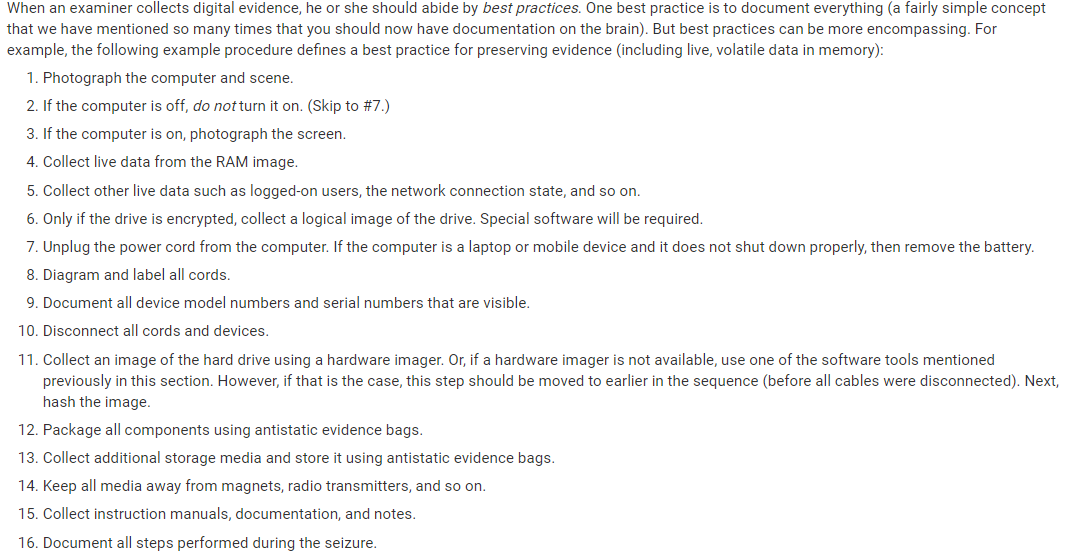 When an examiner collects digital evidence, he or she should abide by best practices. One best practice is to document everything (a fairly simple concept
that we have mentioned so many times that you should now have documentation on the brain). But best practices can be more encompassing. For
example, the following example procedure defines a best practice for preserving evidence (including live, volatile data in memory):
1. Photograph the computer and scene.
2. If the computer is off, do not turn it on. (Skip to #7.)
3. If the computer is on, photograph the screen.
4. Collect live data from the RAM image.
5. Collect other live data such as logged-on users, the network connection state, and so on.
6. Only if the drive is encrypted, collect a logical image of the drive. Special software will be required.
7. Unplug the power cord from the computer. If the computer is a laptop or mobile device and it does not shut down properly, then remove the battery.
8. Diagram and label all cords.
9. Document all device model numbers and serial numbers that are visible.
10. Disconnect all cords and devices.
11. Collect an image of the hard drive using a hardware imager. Or, if a hardware imager is not available, use one of the software tools mentioned
previously in this section. However, if that is the case, this step should be moved to earlier in the sequence (before all cables were disconnected). Next,
hash the image.
12. Package all components using antistatic evidence bags.
13. Collect additional storage media and store it using antistatic evidence bags.
14. Keep all media away from magnets, radio transmitters, and so on.
15. Collect instruction manuals, documentation, and notes.
16. Document all steps performed during the seizure.